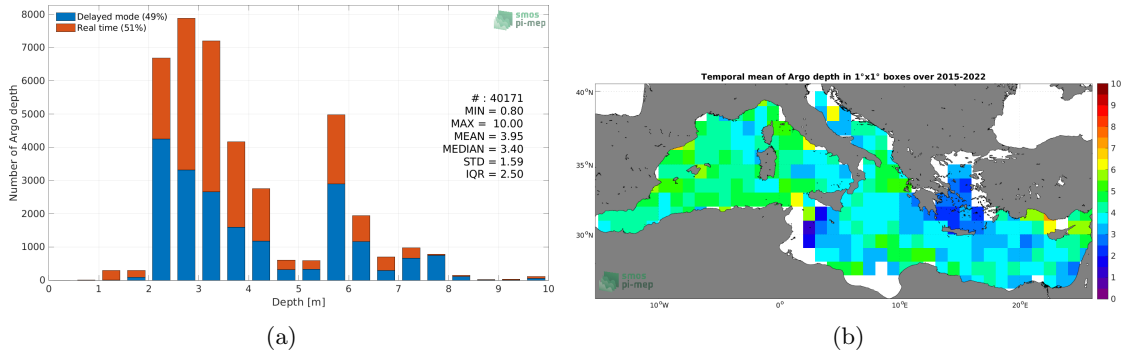 Delayed mode (49%)
Real time (51%)
smos
pi-mep
8000
7000
6000
5000
4000
3000
2000
1000
0
Number of Argo depth
# : 40171
MIN = 0.80
MAX = 10.00
MEAN = 3.95
MEDIAN = 3.40
STD = 1.59
IQR = 2.50
0 1 2 3 4 5 6 7 8 9 10
Depth [m]
(a)
Temporal mean of Argo depth in 1°x1° boxes over 2015-2022
40°N
35°N
30°N
10°W 0° 10°E 20°E
smos
pi-mep
10
9
8
7
6
5
4
3
2
1
0
(b)